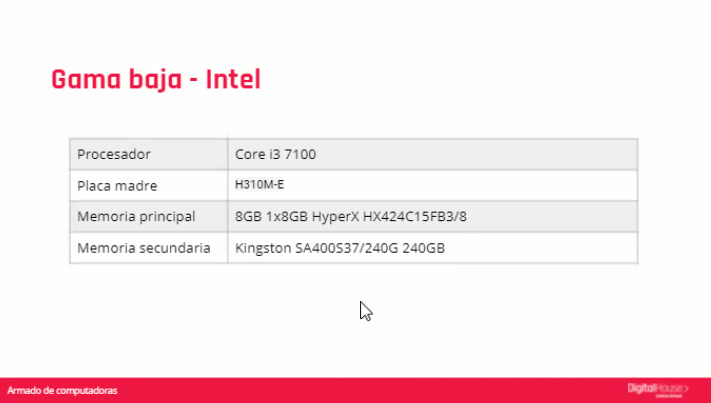 Gama baja - Intel
Procesador Core i3 7100
Placa madre H310M-E
Memoria principal 8GB 1x8GB HyperX HX424C15FB3/8
Memoria secundaria Kingston SA400S37/240G 240GB
Armado de computadoras
DigitalHouse>